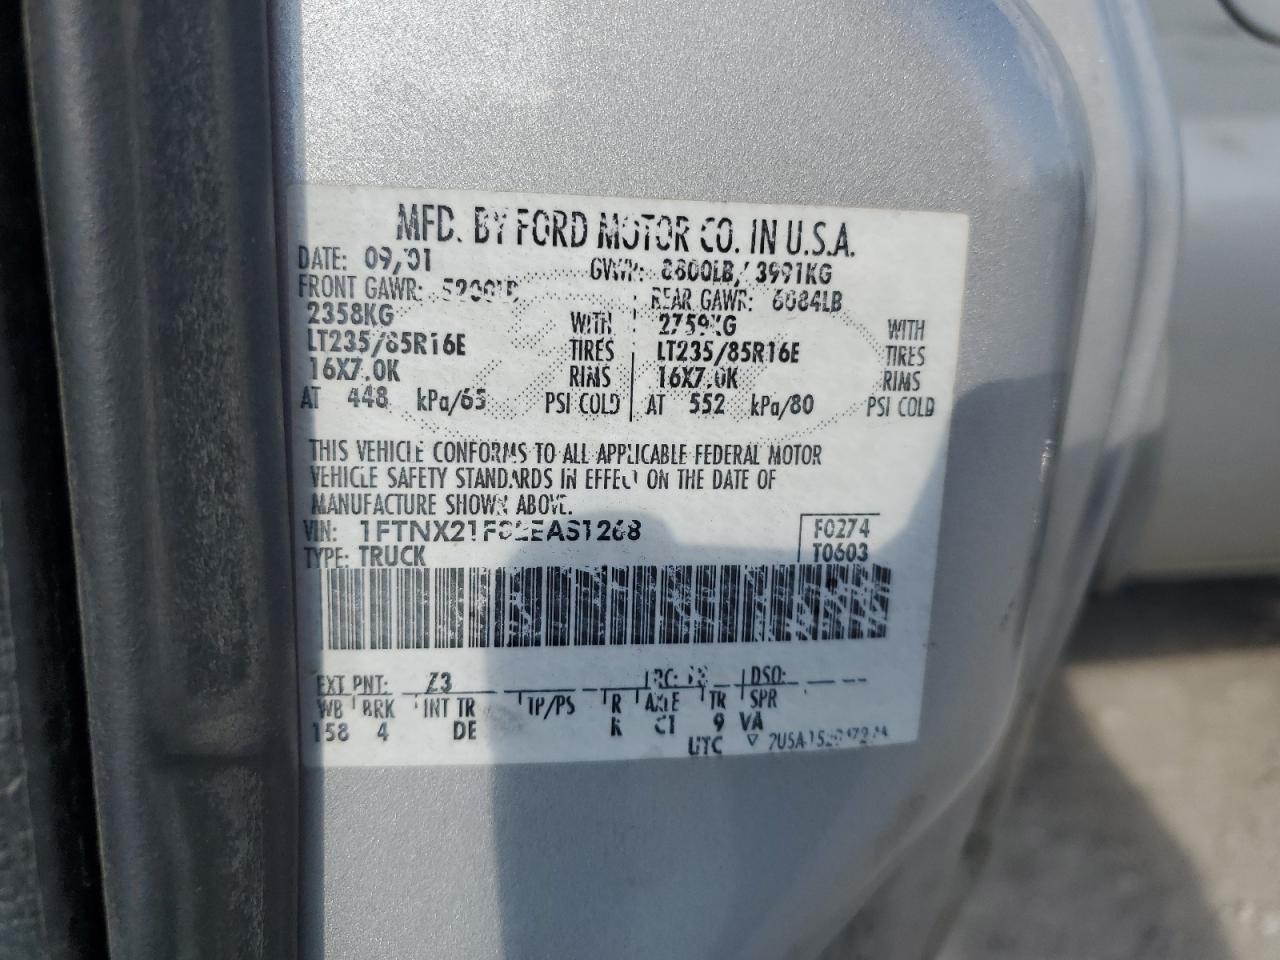 MFD. BY FORD MOTOR CO. IN U.S.A.
DATE: 09/01 GVWR: 8800LB/ 3991KG
FRONT GAWR: 5200LB REAR GAWR: 6084LB
2358KG WITH 2759KG WITH
LT235/85R16E TIRES LT235/85R16E TIRES
16X7.0K RIMS 16X7.0K RIMS
AT 448 kPa/65 PSI COLD AT 552 kPa/80 PSI COLD
THIS VEHICLE CONFORMS TO ALL APPLICABLE FEDERAL MOTOR
VEHICLE SAFETY STANDARDS IN EFFECT ON THE DATE OF
MANUFACTURE SHOWN ABOVE.
VIN: F0274
TYPE: TRUCK T0603
EXT PNT: Z3 DSO:
WB BRK INT TR TP/PS R AXLE TR SPR
158 4 DE K C1 9 VA
UTC